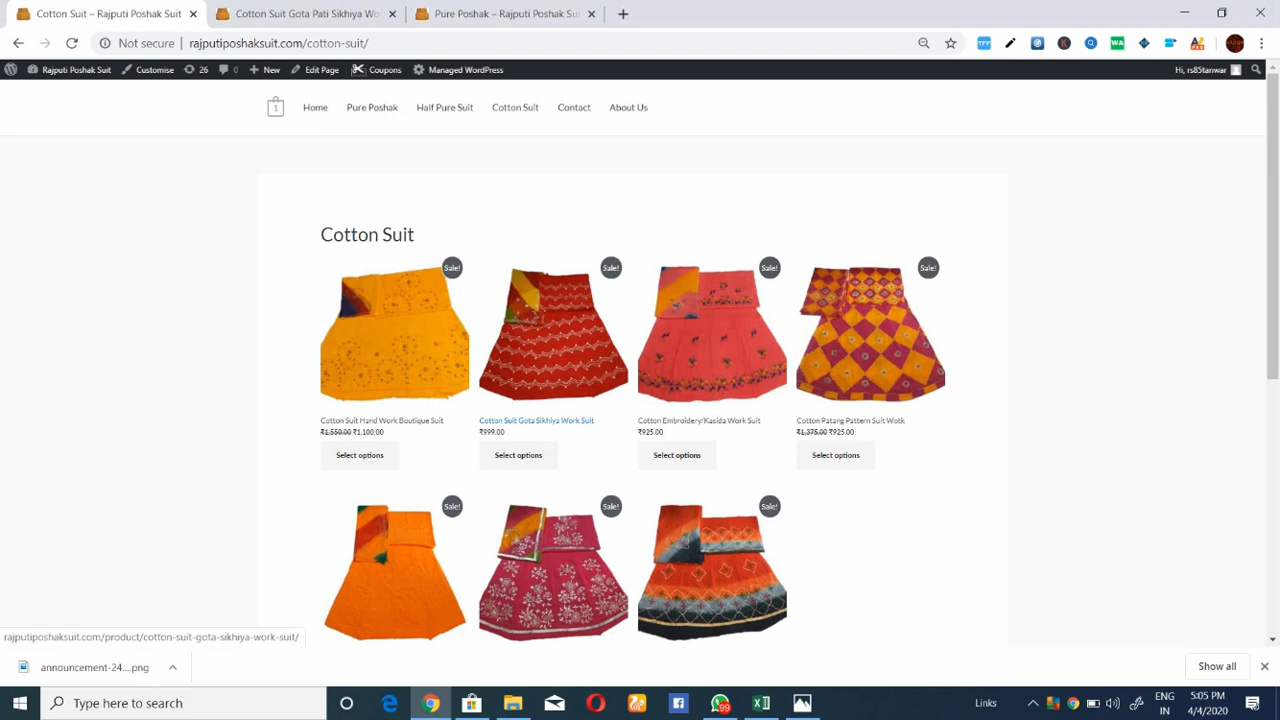 Cotton Suit – Rajputi Poshak Suit
Cotton Suit Gota Pati Sikhiya Wo
Pure Poshak – Rajputi Poshak Su
Not secure | rajputiposhaksuit.com/cotton-suit/
Rajputi Poshak Suit Customise 26 0 New Edit Page Coupons Managed WordPress Hi, rs85tanwar
1 Home Pure Poshak Half Pure Suit Cotton Suit Contact About Us
Cotton Suit
Sale! Sale! Sale! Sale!
Cotton Suit Hand Work Boutique Suit
₹1,550.00 ₹1,100.00
Select options
Cotton Suit Gota Sikhiya Work Suit
₹999.00
Select options
Cotton Embroidery/Kasida Work Suit
₹925.00
Select options
Cotton Patang Pattern Suit Wotk
₹1,375.00 ₹925.00
Select options
Sale! Sale! Sale!
rajputiposhaksuit.com/product/cotton-suit-gota-sikhiya-work-suit/
announcement-24....png
Show all
Type here to search
99
Links
ENG
IN
5:05 PM
4/4/2020